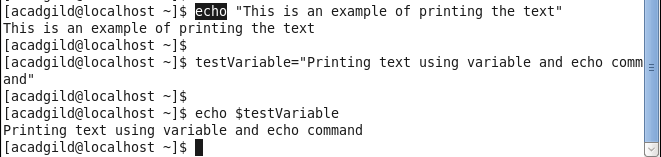 [acadgild@localhost ~]$ echo "This is an example of printing the text"
This is an example of printing the text
[acadgild@localhost ~]$
[acadgild@localhost ~]$ testVariable="Printing text using variable and echo comm
and"
[acadgild@localhost ~]$
[acadgild@localhost ~]$ echo $testVariable
Printing text using variable and echo command
[acadgild@localhost ~]$